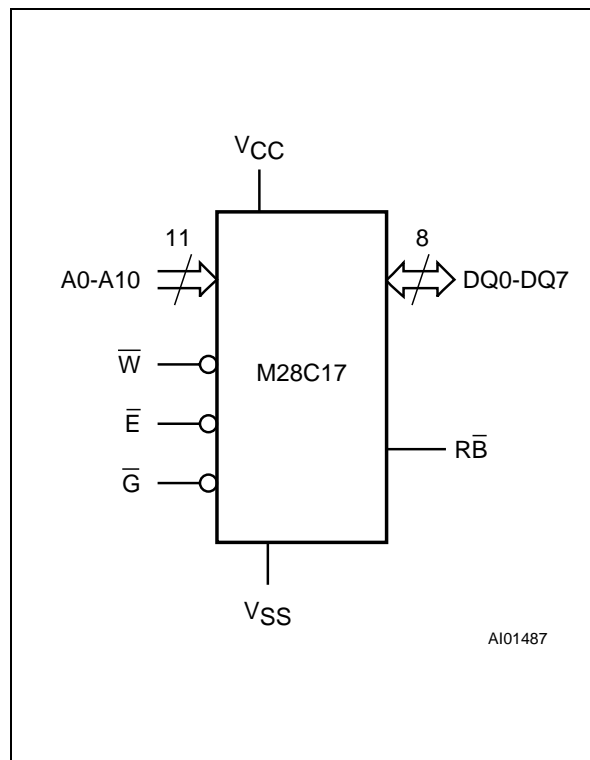 VCC
11
8
A0-A10
DQ0-DQ7
W̅
M28C17
E̅
RB̅
G̅
VSS
AI01487